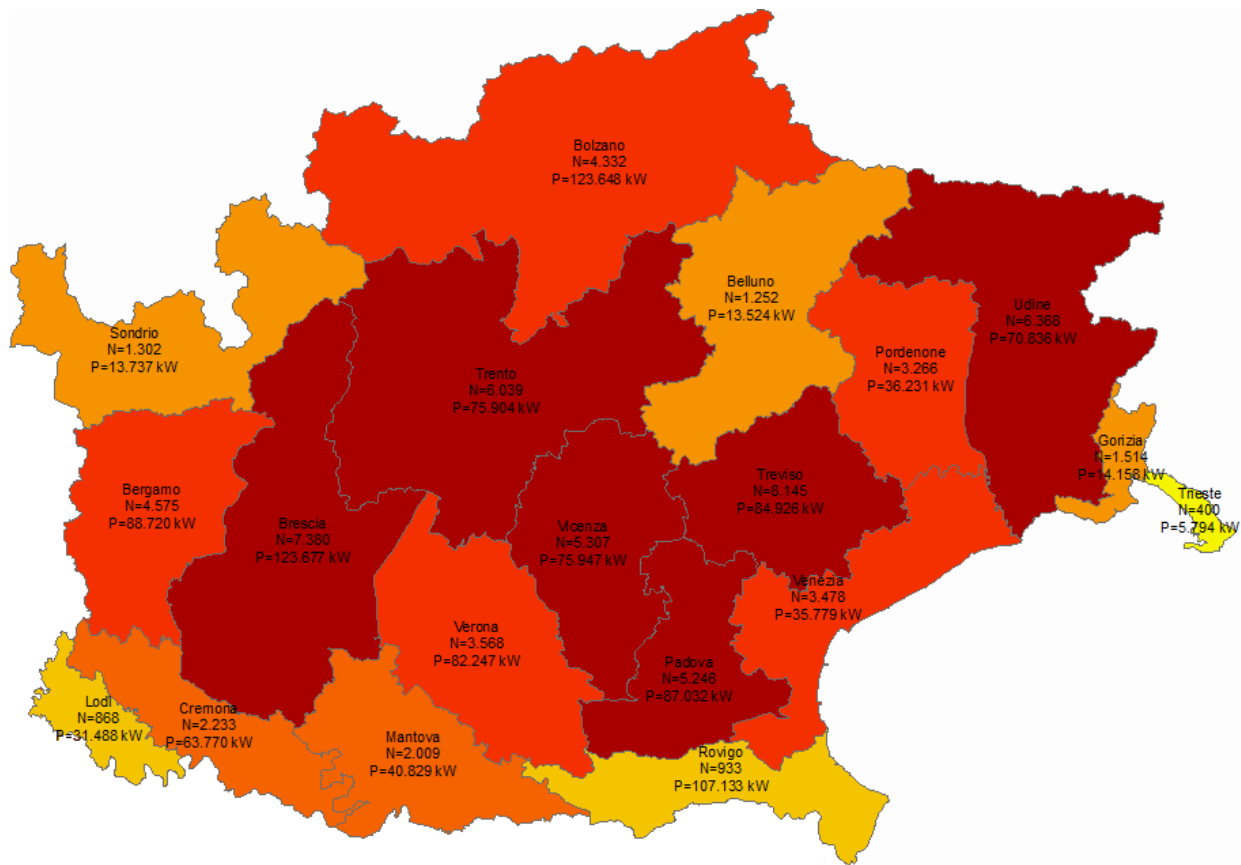 Bolzano
N=4.332
P=123.648 kW
Belluno
N=1.252
P=13.524 kW
Udine
N=6.368
P=70.836 kW
Sondrio
N=1.302
P=13.737 kW
Pordenone
N=3.266
P=36.231 kW
Trento
N=6.039
P=75.904 kW
Gorizia
N=1.514
P=14.158 kW
Treviso
N=8.145
P=84.926 kW
Trieste
N=400
P=5.794 kW
Bergamo
N=4.575
P=88.720 kW
Brescia
N=7.380
P=123.677 kW
Vicenza
N=5.307
P=75.947 kW
Venezia
N=3.478
P=35.779 kW
Verona
N=3.568
P=82.247 kW
Padova
N=5.246
P=87.032 kW
Lodi
N=868
P=31.488 kW
Cremona
N=2.233
P=63.770 kW
Mantova
N=2.009
P=40.829 kW
Rovigo
N=933
P=107.133 kW